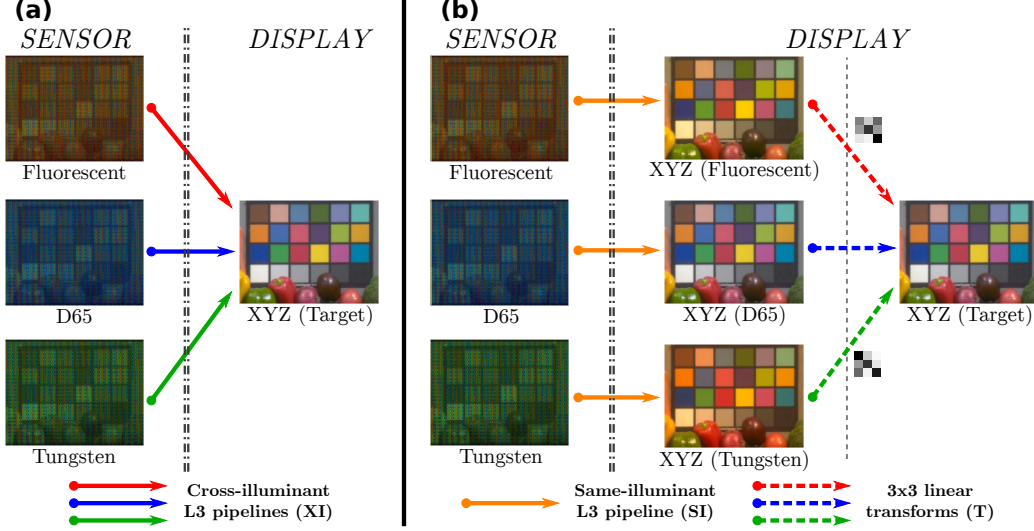 (a)
SENSOR
DISPLAY
Fluorescent
D65
XYZ (Target)
Tungsten
Cross-illuminant
L3 pipelines (XI)
(b)
SENSOR
DISPLAY
Fluorescent
XYZ (Fluorescent)
D65
XYZ (D65)
XYZ (Target)
Tungsten
XYZ (Tungsten)
Same-illuminant
L3 pipeline (SI)
3x3 linear
transforms (T)